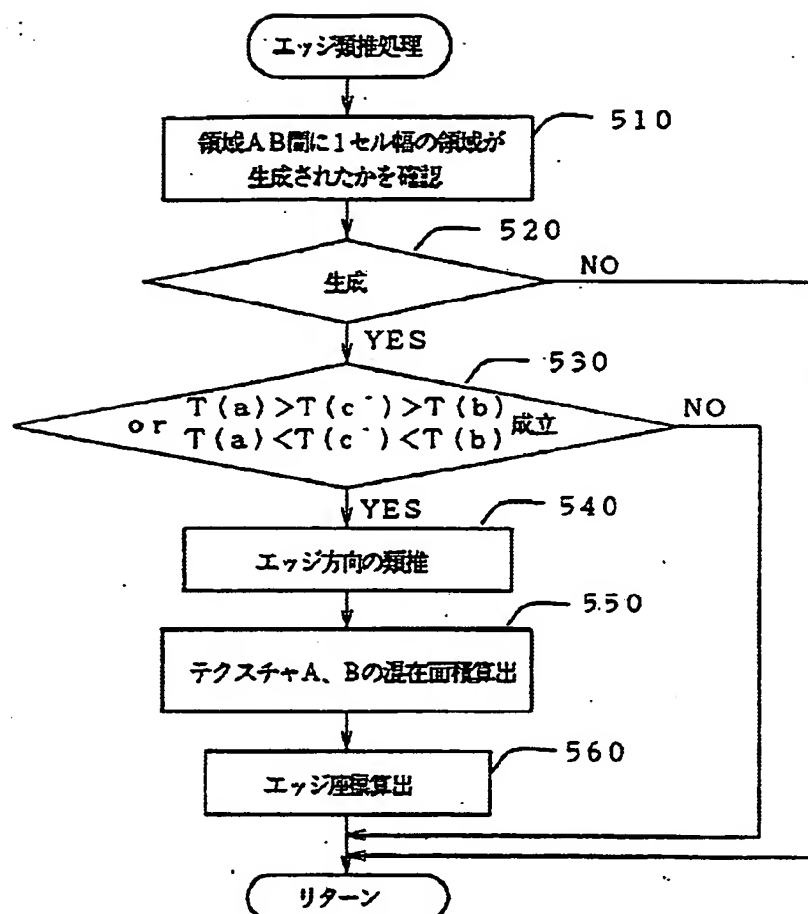 エッジ類推処理
領域AB間に1セル幅の領域が
生成されたかを確認
510
520
生成
NO
YES
530
T(a)>T(c´)>T(b)
or T(a)<T(c´)<T(b) 成立
NO
YES
540
エッジ方向の類推
550
テクスチャA、Bの混在面積算出
560
エッジ座標算出
リターン